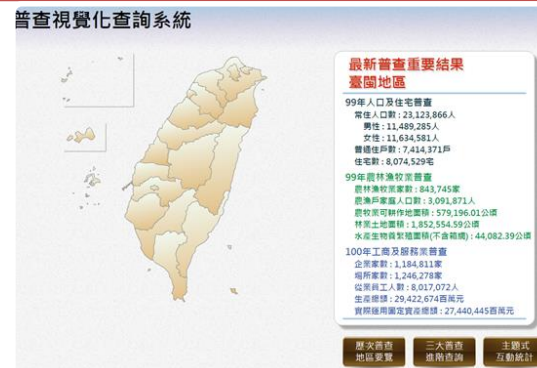 普查視覺化查詢系統
最新普查重要結果
臺閩地區
99年人口及住宅普查
常住人口數：23,123,866人
男性：11,489,285人
女性：11,634,581人
普通住戶數：7,414,371戶
住宅數：8,074,529宅
99年農林漁牧業普查
農林漁牧業家數：843,745家
農漁戶家庭人口數：3,091,871人
農牧業可耕作地面積：579,196.01公頃
林業土地面積：1,852,554.59公頃
水產生物養繁殖面積(不含箱網)：44,082.39公頃
100年工商及服務業普查
企業家數：1,184,811家
場所家數：1,246,278家
從業員工人數：8,017,072人
生產總額：29,422,674百萬元
實際運用固定資產總額：27,440,445百萬元
歷次普查
地區要覽
三大普查
進階查詢
主題式
互動統計